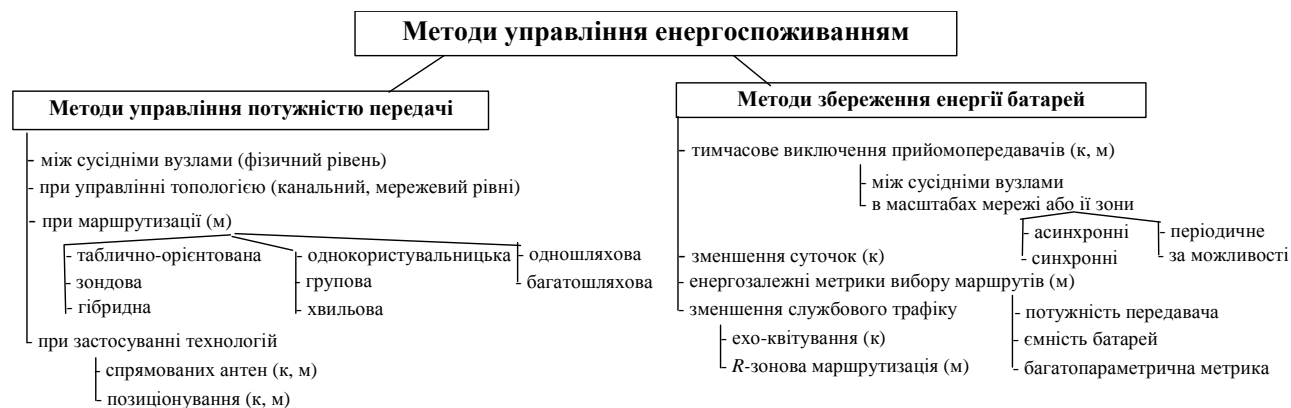 Методи управління енергоспоживанням
Методи управління потужністю передачі
- між сусідніми вузлами (фізичний рівень)
- при управлінні топологією (канальний, мережевий рівні)
- при маршрутизації (м)
- таблично-орієнтована
- зондова
- гібридна
- однокористувальницька
- групова
- хвильова
- одношляхова
- багатошляхова
- при застосуванні технологій
- спрямованих антен (к, м)
- позиціонування (к, м)
Методи збереження енергії батарей
- тимчасове виключення прийомопередавачів (к, м)
- між сусідніми вузлами
- в масштабах мережі або її зони
- асинхронні
- синхронні
- періодичне
- за можливості
- зменшення суточок (к)
- енергозалежні метрики вибору маршрутів (м)
- потужність передавача
- ємність батарей
- багатопараметрична метрика
- зменшення службового трафіку
- ехо-квітування (к)
- R-зонова маршрутизація (м)